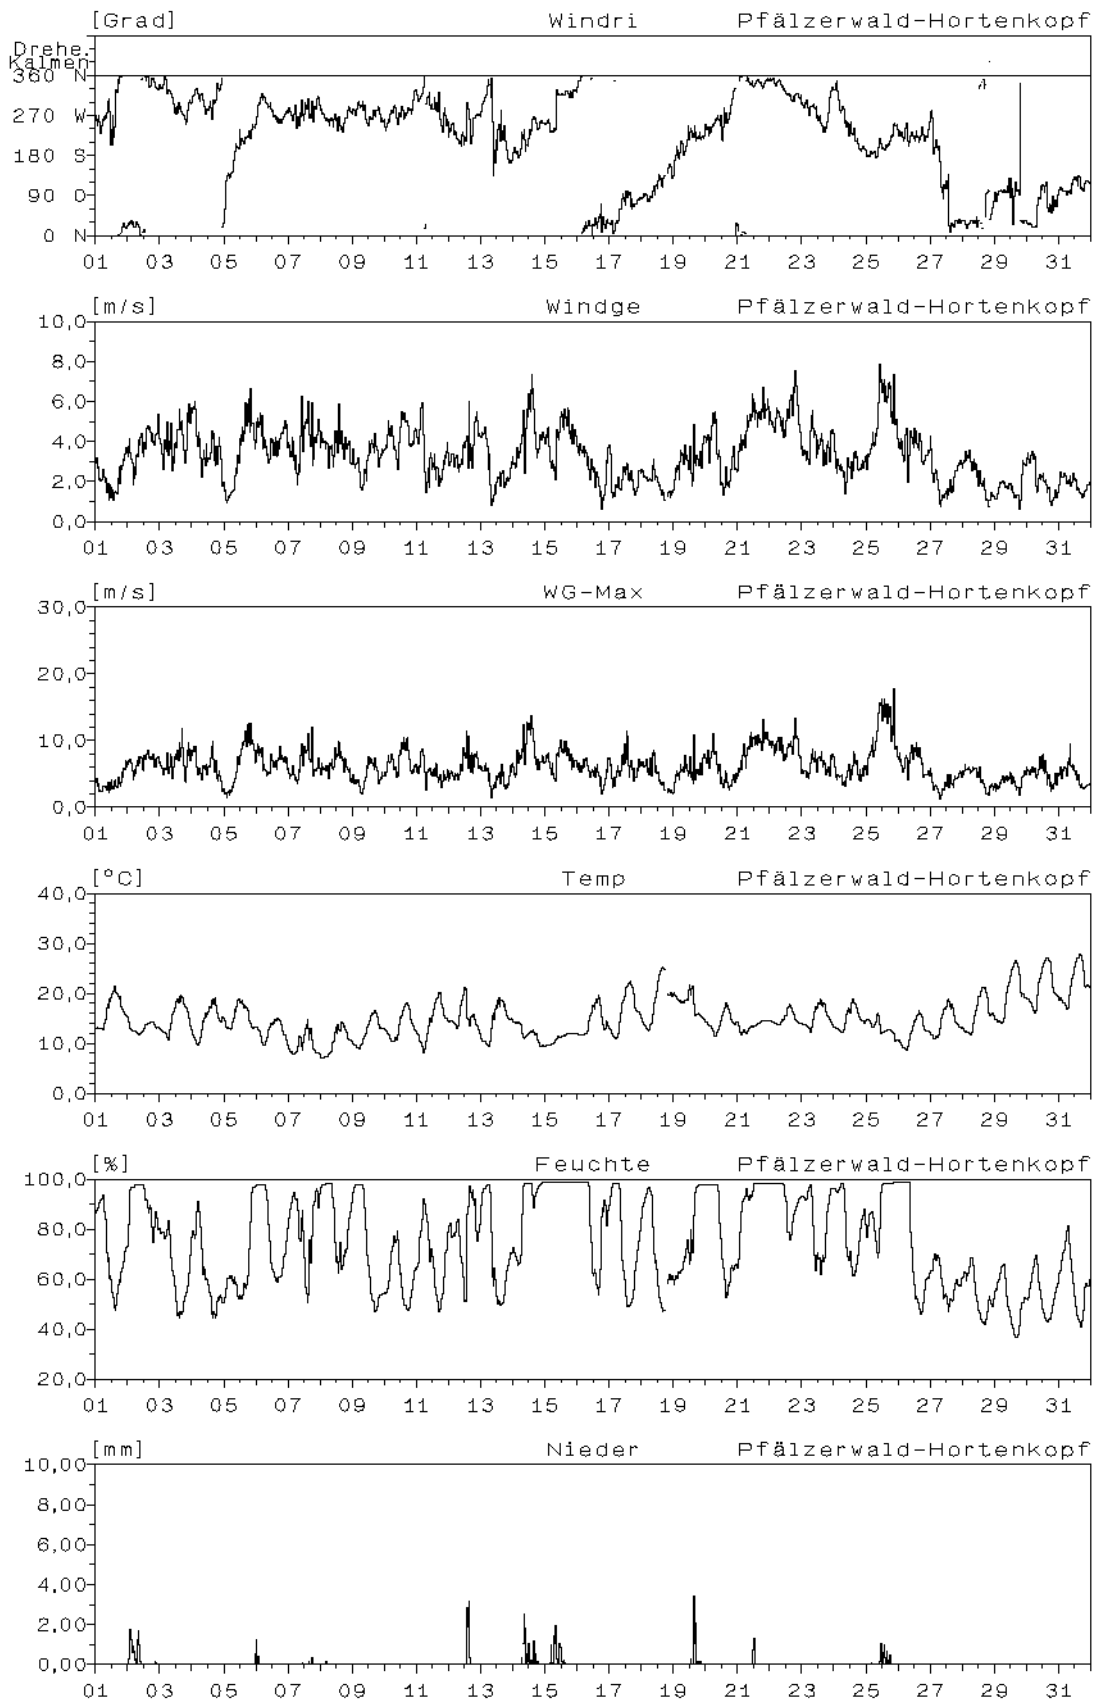 [Grad] Windri Pfälzerwald-Hortenkopf
Drehe.
Kalmen
360 N
270 W
180 S
90 O
0 N
01 03 05 07 09 11 13 15 17 19 21 23 25 27 29 31
[m/s] Windge Pfälzerwald-Hortenkopf
10,0
8,0
6,0
4,0
2,0
0,0
01 03 05 07 09 11 13 15 17 19 21 23 25 27 29 31
[m/s] WG-Max Pfälzerwald-Hortenkopf
30,0
20,0
10,0
0,0
01 03 05 07 09 11 13 15 17 19 21 23 25 27 29 31
[°C] Temp Pfälzerwald-Hortenkopf
40,0
30,0
20,0
10,0
0,0
01 03 05 07 09 11 13 15 17 19 21 23 25 27 29 31
[%] Feuchte Pfälzerwald-Hortenkopf
100,0
80,0
60,0
40,0
20,0
01 03 05 07 09 11 13 15 17 19 21 23 25 27 29 31
[mm] Nieder Pfälzerwald-Hortenkopf
10,00
8,00
6,00
4,00
2,00
0,00
01 03 05 07 09 11 13 15 17 19 21 23 25 27 29 31